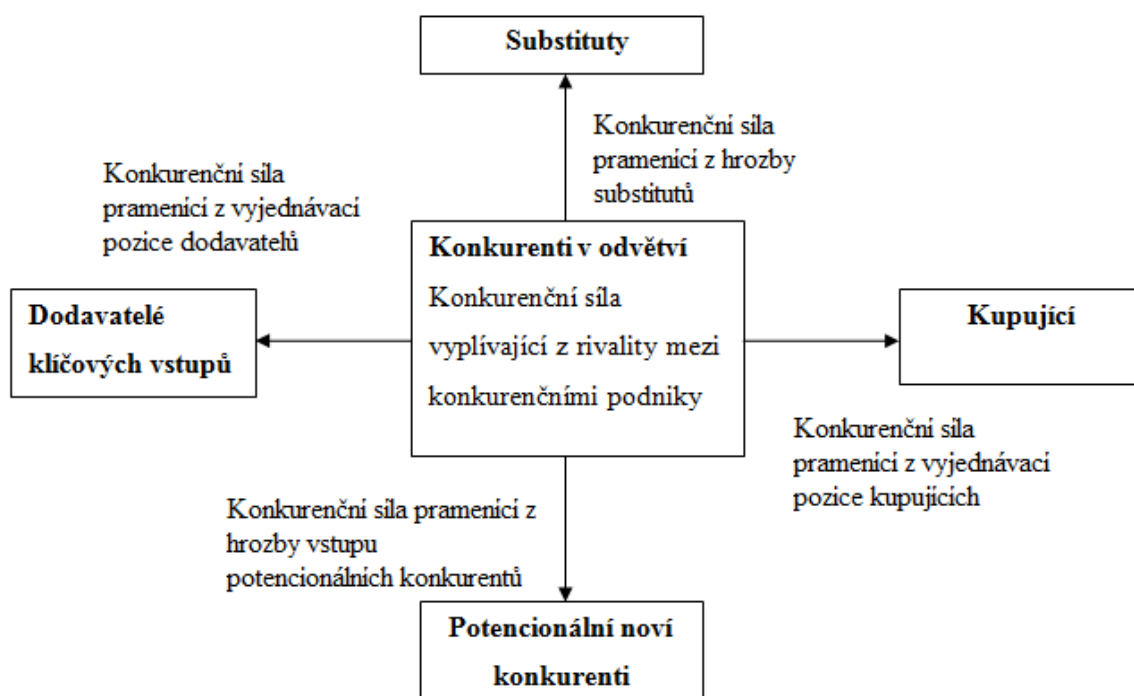 Substituty
Konkurenční síla
pramenící z hrozby
substitutů
Konkurenční síla
pramenící z vyjednávací
pozice dodavatelů
Konkurenti v odvětví
Konkurenční síla
vyplívající z rivality mezi
konkurenčními podniky
Dodavatelé
klíčových vstupů
Kupující
Konkurenční síla
pramenící z vyjednávací
pozice kupujících
Konkurenční síla pramenící z
hrozby vstupu
potencionálních konkurentů
Potencionální noví
konkurenti